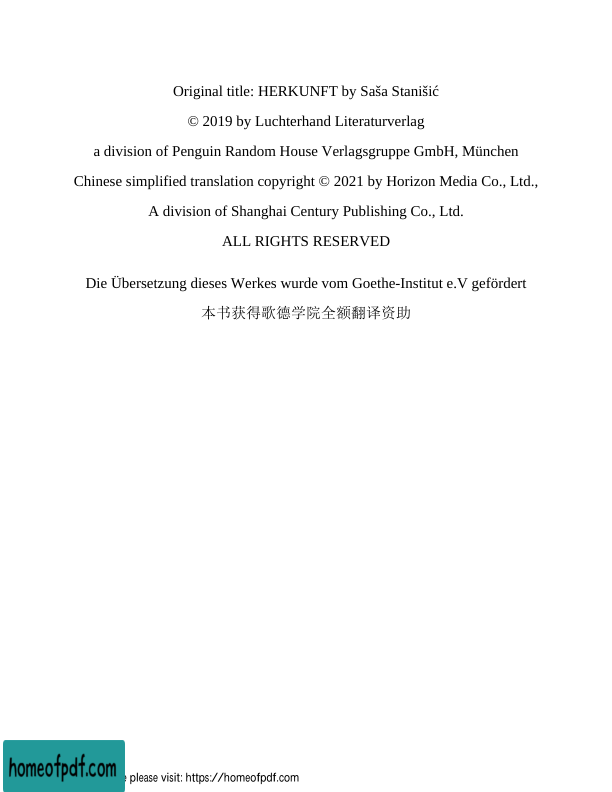 Original title: HERKUNFT by Saša Stanišić
© 2019 by Luchterhand Literaturverlag
a division of Penguin Random House Verlagsgruppe GmbH, München
Chinese simplified translation copyright © 2021 by Horizon Media Co., Ltd.,
A division of Shanghai Century Publishing Co., Ltd.
ALL RIGHTS RESERVED
Die Übersetzung dieses Werkes wurde vom Goethe-Institut e.V gefördert
本书获得歌德学院全额翻译资助
homeofpdf.com
please visit: https://homeofpdf.com